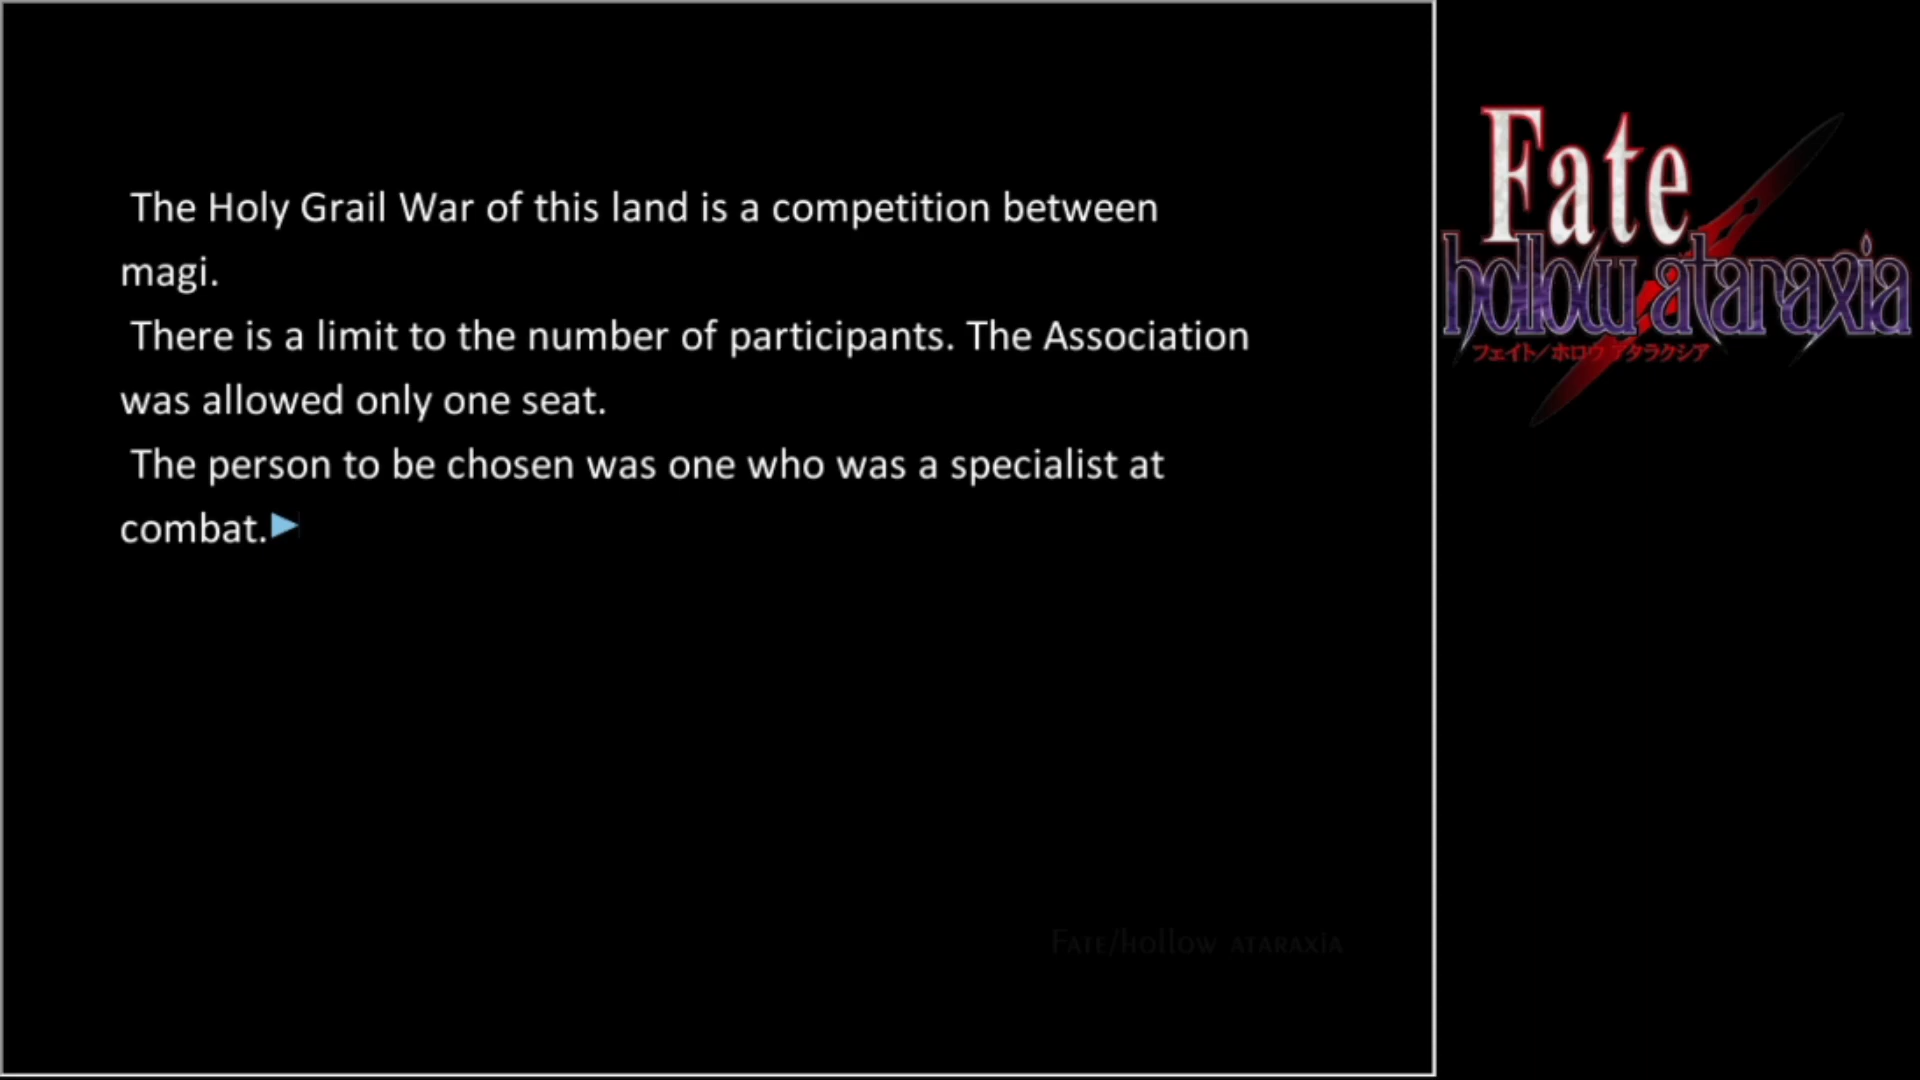 The Holy Grail War of this land is a competition between
magi.
There is a limit to the number of participants. The Association
was allowed only one seat.
The person to be chosen was one who was a specialist at
combat.
Fate/hollow ataraxia
Fate
hollow ataraxia
フェイト/ホロウ アタラクシア